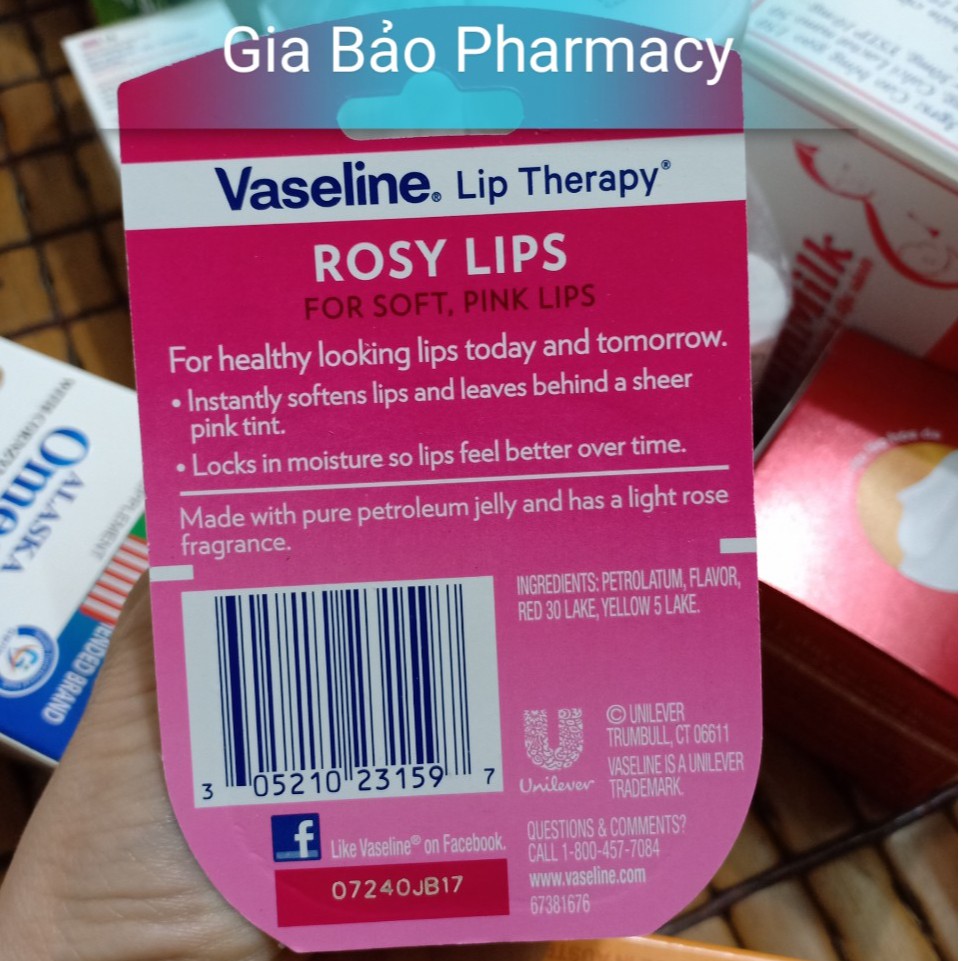 Gia Bảo Pharmacy
Vaseline® Lip Therapy®
ROSY LIPS
FOR SOFT, PINK LIPS
For healthy looking lips today and tomorrow.
• Instantly softens lips and leaves behind a sheer
pink tint.
• Locks in moisture so lips feel better over time.
Made with pure petroleum jelly and has a light rose
fragrance.
INGREDIENTS: PETROLATUM, FLAVOR,
RED 30 LAKE, YELLOW 5 LAKE.
3 05210 23159 7
Unilever
© UNILEVER
TRUMBULL, CT 06611
VASELINE IS A UNILEVER
TRADEMARK.
f
Like Vaseline® on Facebook.
QUESTIONS & COMMENTS?
CALL 1-800-457-7084
www.vaseline.com
67381676
07240JB17
ALASKA
Ome